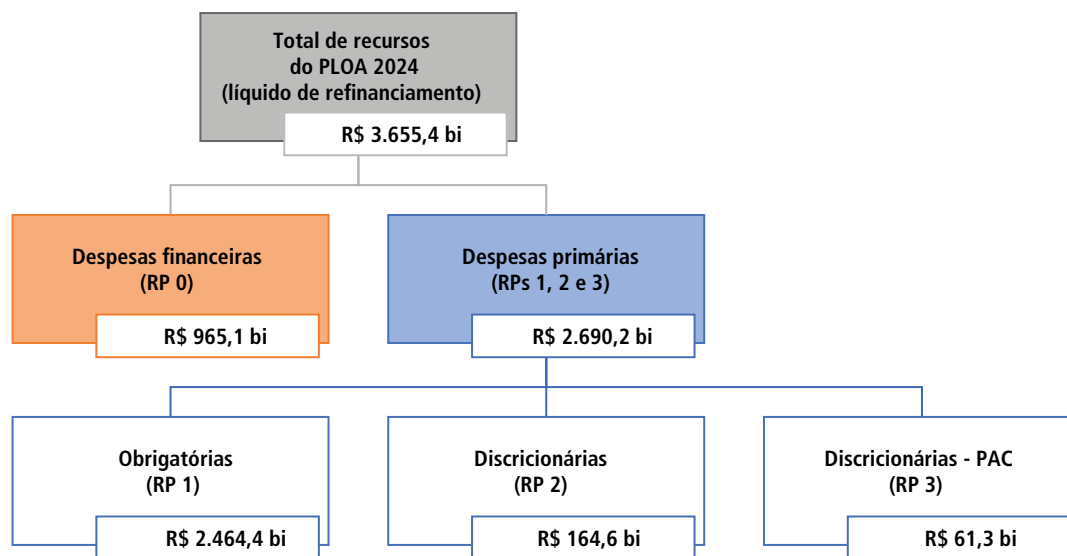 Total de recursos
do PLOA 2024
(líquido de refinanciamento)
R$ 3.655,4 bi
Despesas financeiras
(RP 0)
R$ 965,1 bi
Despesas primárias
(RPs 1, 2 e 3)
R$ 2.690,2 bi
Obrigatórias
(RP 1)
R$ 2.464,4 bi
Discricionárias
(RP 2)
R$ 164,6 bi
Discricionárias - PAC
(RP 3)
R$ 61,3 bi